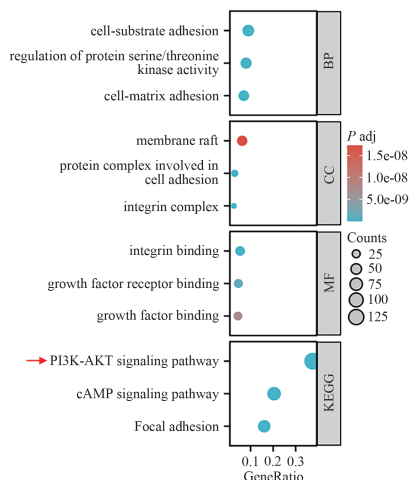 cell-substrate adhesion
regulation of protein serine/threonine
kinase activity
cell-matrix adhesion
BP
membrane raft
protein complex involved in
cell adhesion
integrin complex
CC
integrin binding
growth factor receptor binding
growth factor binding
MF
PI3K-AKT signaling pathway
cAMP signaling pathway
Focal adhesion
KEGG
0.1 0.2 0.3
GeneRatio
P adj
1.5e-08
1.0e-08
5.0e-09
Counts
25
50
75
100
125